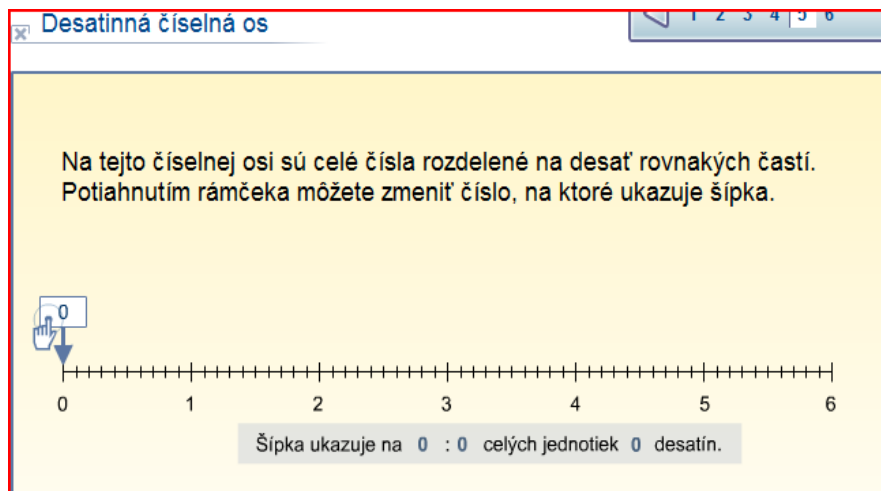 Desatinná číselná os
1 2 3 4 5 6
Na tejto číselnej osi sú celé čísla rozdelené na desať rovnakých častí.
Potiahnutím rámčeka môžete zmeniť číslo, na ktoré ukazuje šípka.
0
0 1 2 3 4 5 6
Šípka ukazuje na 0 : 0 celých jednotiek 0 desatín.